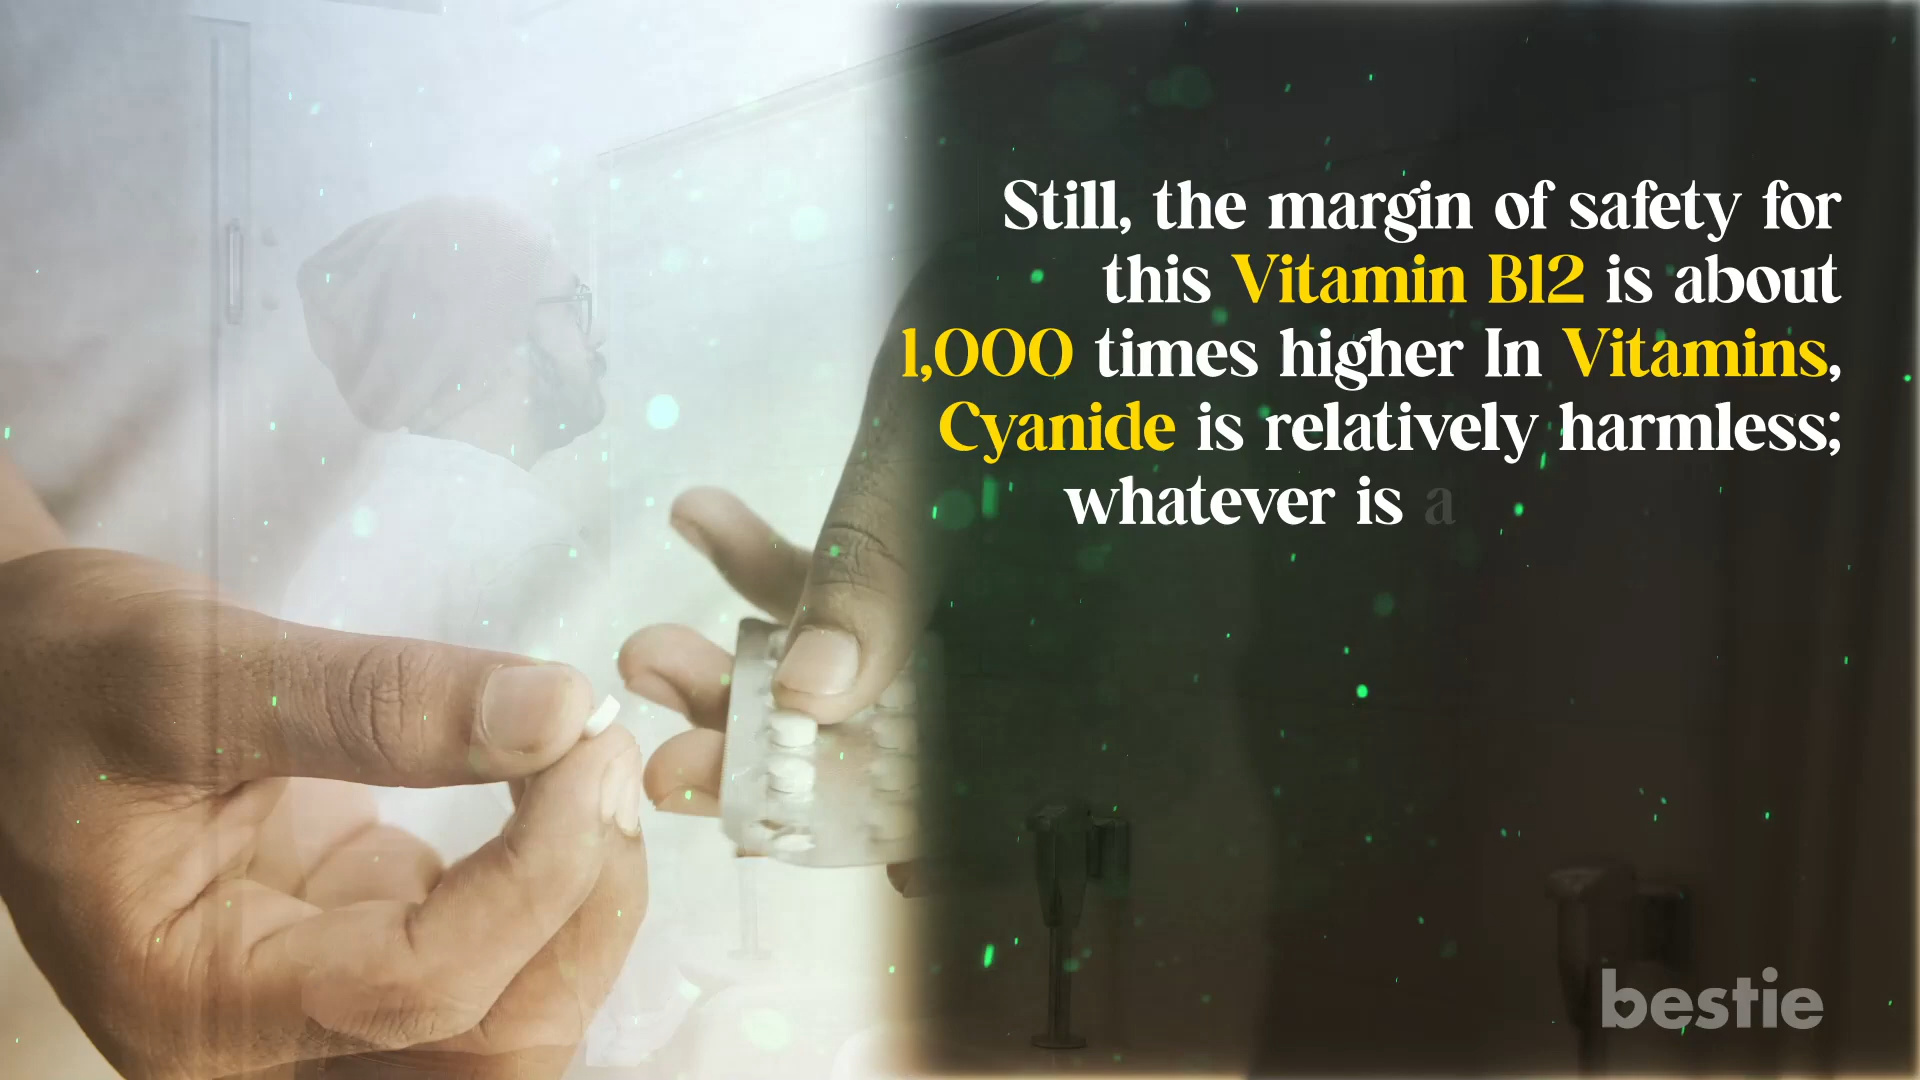 Still, the margin of safety for
this Vitamin B12 is about
1,000 times higher In Vitamins,
Cyanide is relatively harmless;
whatever is a
bestie